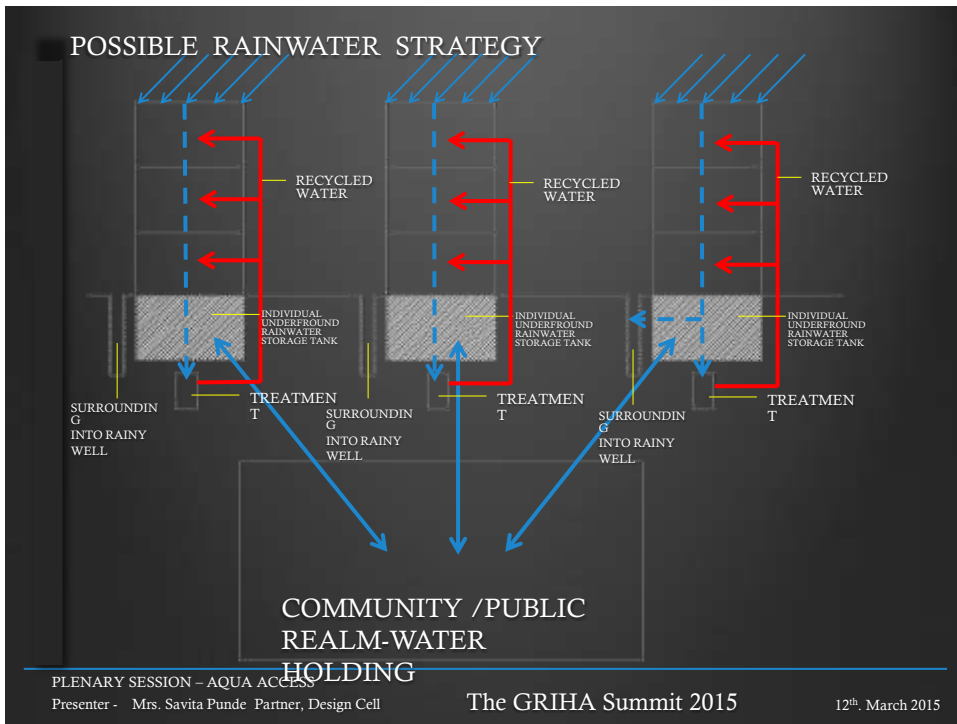 POSSIBLE RAINWATER STRATEGY
RECYCLED
WATER
RECYCLED
WATER
RECYCLED
WATER
INDIVIDUAL
UNDERFROUND
RAINWATER
STORAGE TANK
INDIVIDUAL
UNDERFROUND
RAINWATER
STORAGE TANK
INDIVIDUAL
UNDERFROUND
RAINWATER
STORAGE TANK
TREATMEN
T
TREATMEN
T
TREATMEN
T
SURROUNDIN
G
INTO RAINY
WELL
SURROUNDIN
G
INTO RAINY
WELL
SURROUNDIN
G
INTO RAINY
WELL
COMMUNITY /PUBLIC
REALM-WATER
HOLDING
PLENARY SESSION – AQUA ACCESS
Presenter - Mrs. Savita Punde Partner, Design Cell
The GRIHA Summit 2015
12th. March 2015